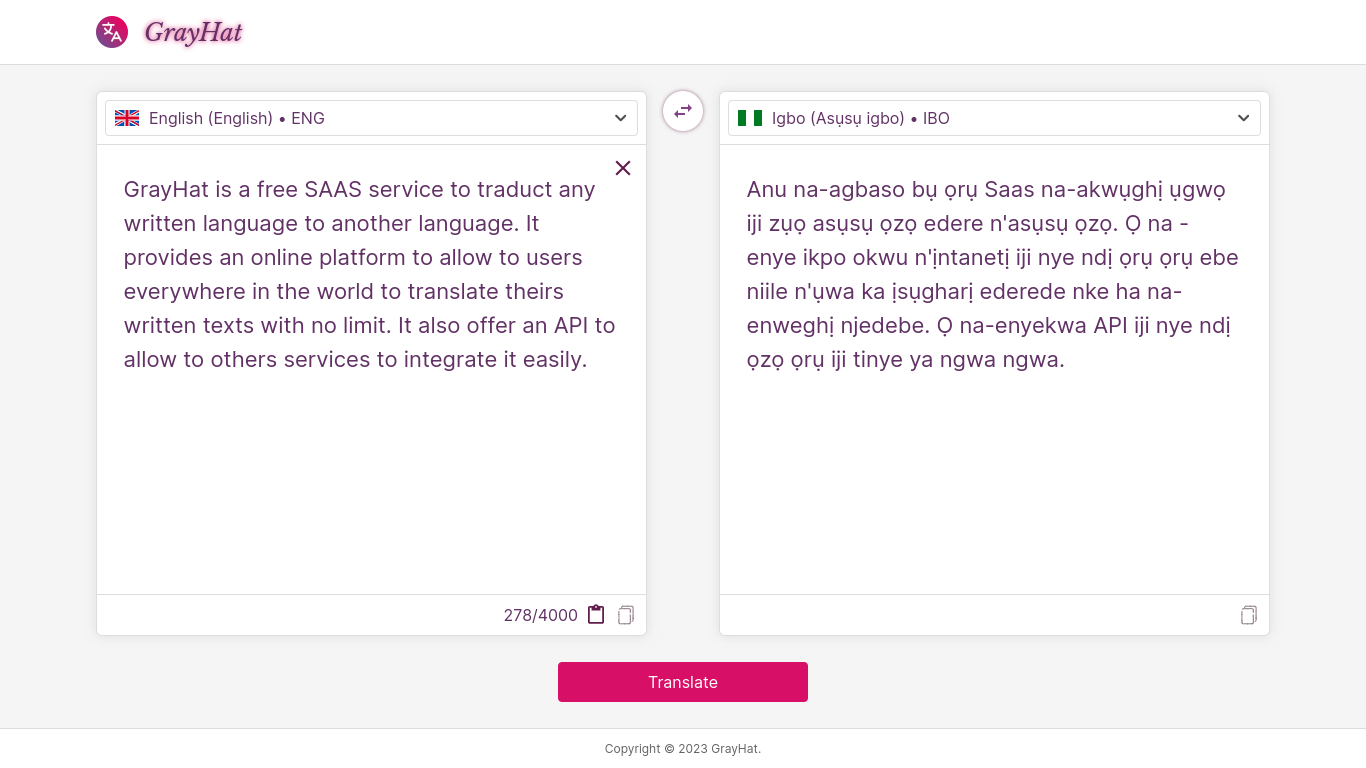 GrayHat
English (English) • ENG
Igbo (Asụsụ igbo) • IBO
GrayHat is a free SAAS service to traduct any
written language to another language. It
provides an online platform to allow to users
everywhere in the world to translate theirs
written texts with no limit. It also offer an API to
allow to others services to integrate it easily.
Anu na-agbaso bụ ọrụ Saas na-akwụghị ụgwọ
iji zụọ asụsụ ọzọ edere n'asụsụ ọzọ. Ọ na -
enye ikpo okwu n'ịntanetị iji nye ndị ọrụ ọrụ ebe
niile n'ụwa ka ịsụgharị ederede nke ha na-
enweghị njedebe. Ọ na-enyekwa API iji nye ndị
ọzọ ọrụ iji tinye ya ngwa ngwa.
278/4000
Translate
Copyright © 2023 GrayHat.